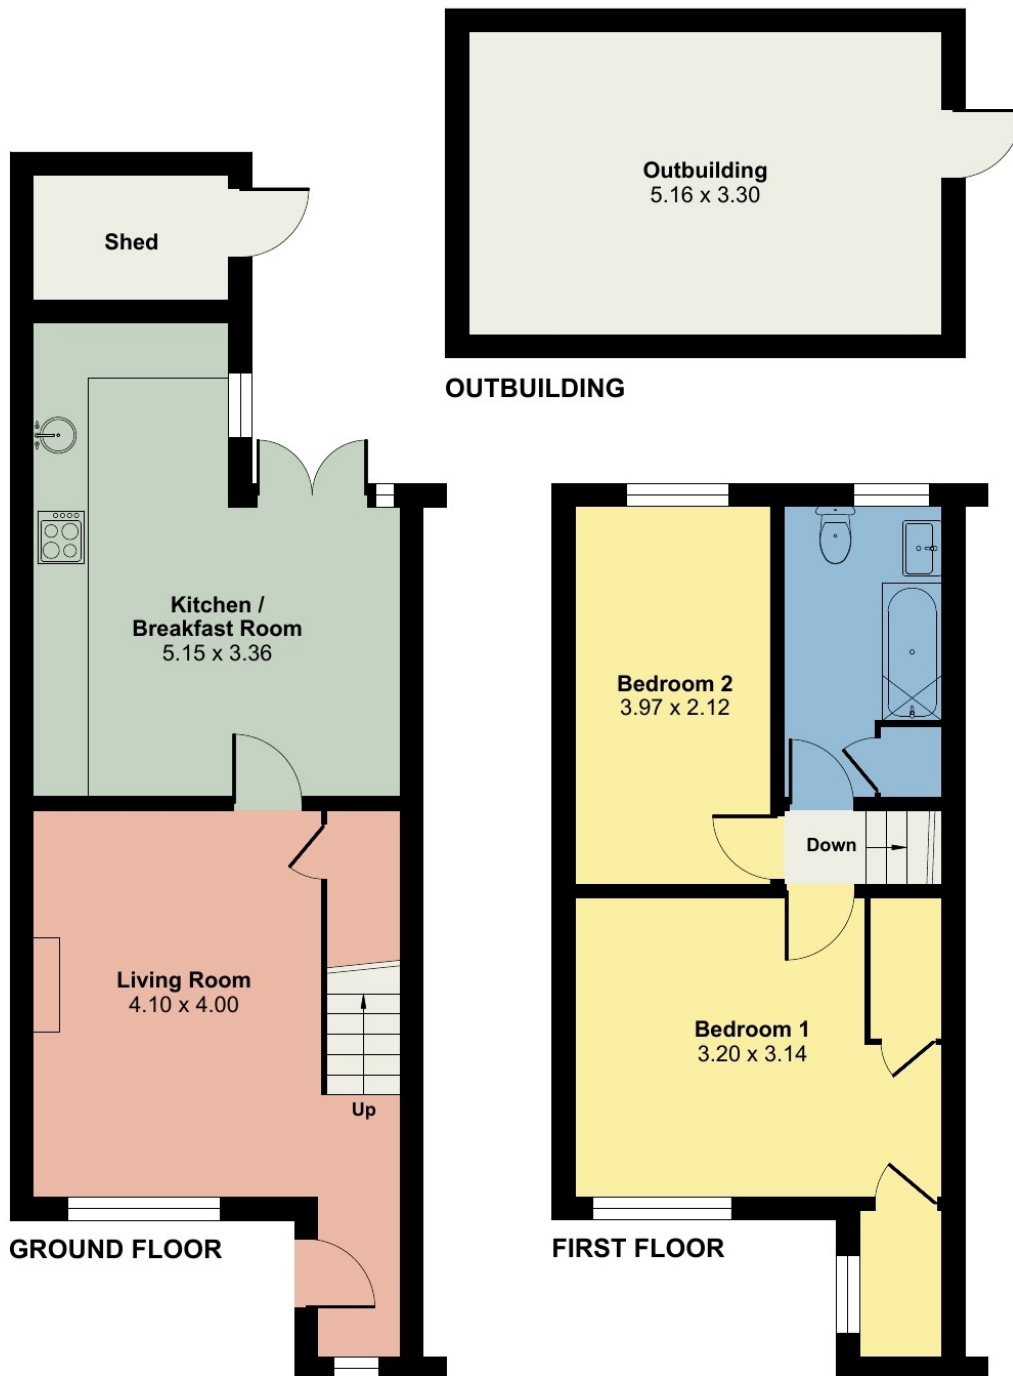 Outbuilding
5.16 x 3.30
OUTBUILDING
Shed
Kitchen /
Breakfast Room
5.15 x 3.36
Living Room
4.10 x 4.00
Up
GROUND FLOOR
Bedroom 2
3.97 x 2.12
Down
Bedroom 1
3.20 x 3.14
FIRST FLOOR